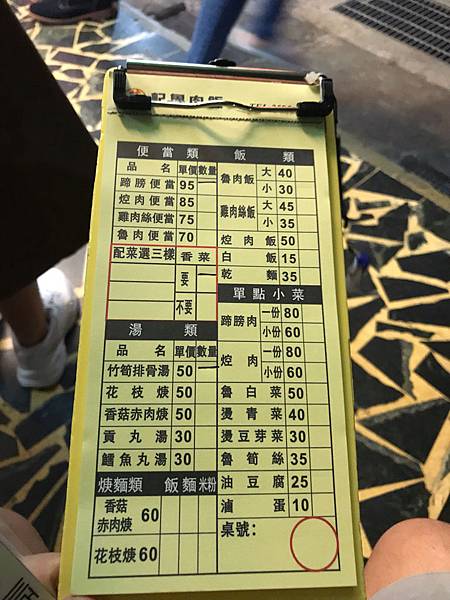 記魯肉飯
便當類
品名 單價 數量
蹄膀便當 95
焢肉便當 85
雞肉絲便當 75
魯肉便當 70
配菜選三樣 香菜
要
不要
湯類
品名 單價 數量
竹筍排骨湯 50
花枝焿 50
香菇赤肉焿 50
貢丸湯 30
鱈魚丸湯 30
焿麵類 飯 麵 米粉
香菇
赤肉焿 60
花枝焿 60
飯類
魯肉飯 大 40
小 30
雞肉絲飯 大 45
小 35
焢肉飯 50
白飯 15
乾麵 35
單點小菜
蹄膀肉 一份 80
小份 60
焢肉 一份 80
小份 60
魯白菜 50
燙青菜 40
燙豆芽菜 30
魯筍絲 35
油豆腐 25
滷蛋 10
桌號：